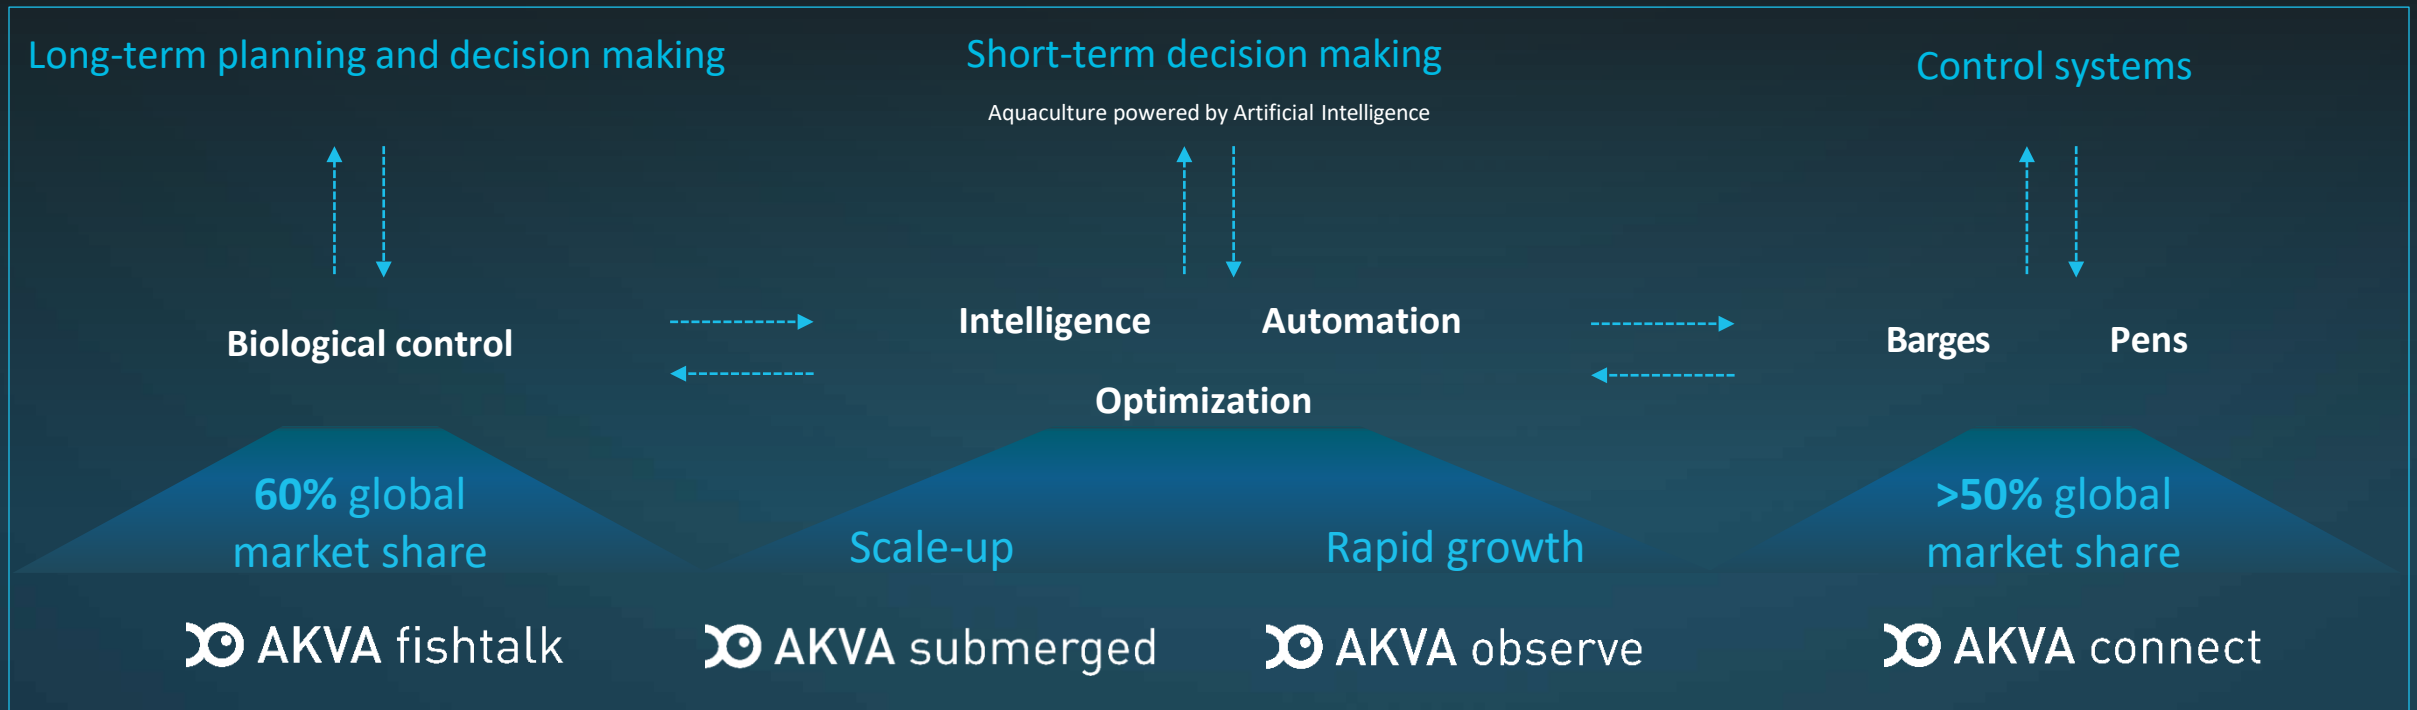 Long-term planning and decision making
Short-term decision making
Control systems
Aquaculture powered by Artificial Intelligence
Biological control
Intelligence
Automation
Optimization
Barges
Pens
60% global
market share
Scale-up
Rapid growth
>50% global
market share
AKVA fishtalk
AKVA submerged
AKVA observe
AKVA connect